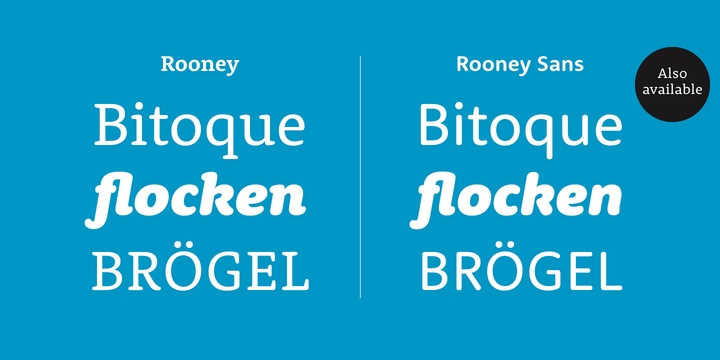 Rooney
Bitoque
flocken
BRÖGEL
Rooney Sans
Bitoque
flocken
BRÖGEL
Also
available